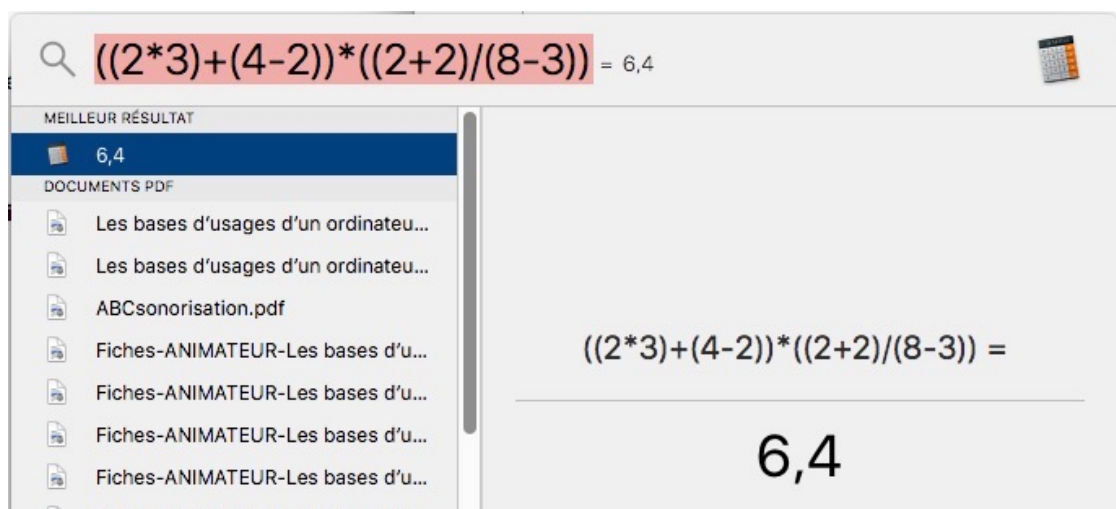 ((2*3)+(4-2))*((2+2)/(8-3)) = 6,4
MEILLEUR RÉSULTAT
6,4
DOCUMENTS PDF
Les bases d'usages d'un ordinateu...
Les bases d'usages d'un ordinateu...
ABCsonorisation.pdf
Fiches-ANIMATEUR-Les bases d'u...
Fiches-ANIMATEUR-Les bases d'u...
Fiches-ANIMATEUR-Les bases d'u...
Fiches-ANIMATEUR-Les bases d'u...
((2*3)+(4-2))*((2+2)/(8-3)) =
6,4